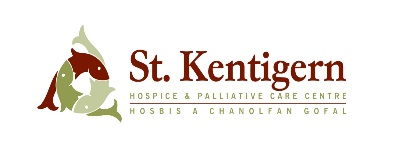 St. Kentigern
HOSPICE & PALLIATIVE CARE CENTRE
HOSBIS A CHANOLFAN GOFAL